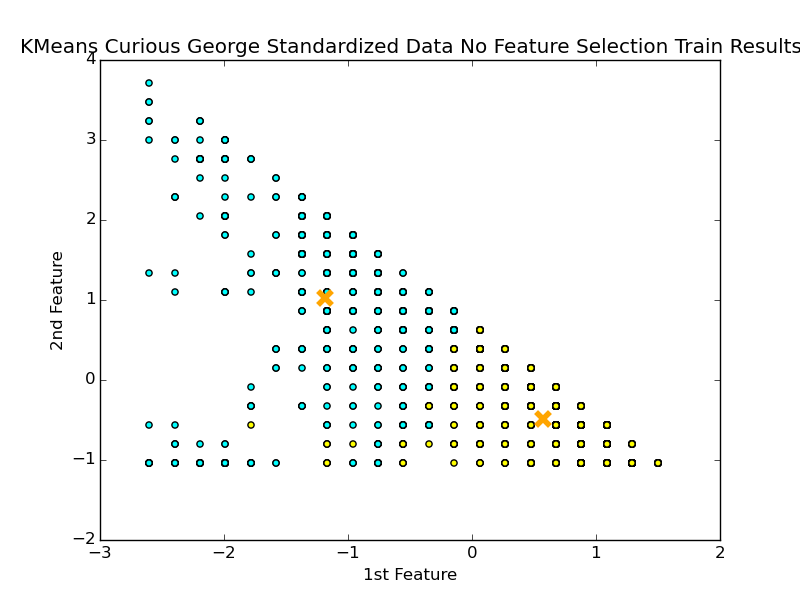 KMeans Curious George Standardized Data No Feature Selection Train Results
4
3
2
1
0
−1
−2
2nd Feature
−3 −2 −1 0 1 2
1st Feature